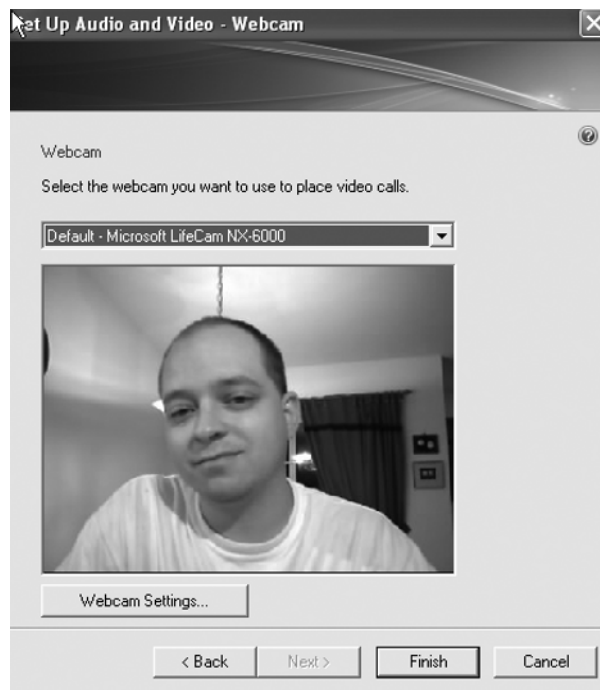 et Up Audio and Video - Webcam
Webcam
Select the webcam you want to use to place video calls.
Default - Microsoft LifeCam NX-6000
Webcam Settings...
< Back Next > Finish Cancel